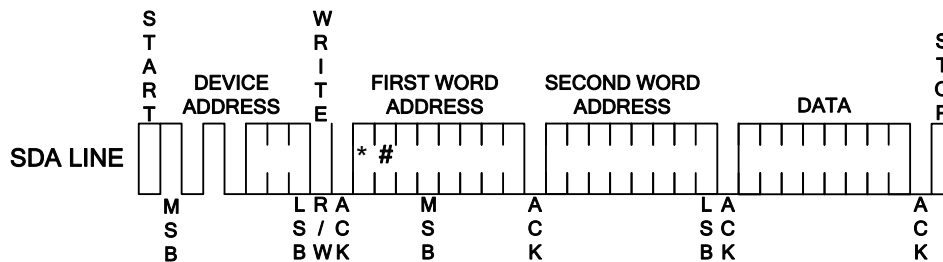 START
WRITE
STOP
DEVICE
ADDRESS
FIRST WORD
ADDRESS
SECOND WORD
ADDRESS
DATA
SDA LINE
* #
MSB
LSB
R/W
ACK
MSB
ACK
LSB
ACK
ACK